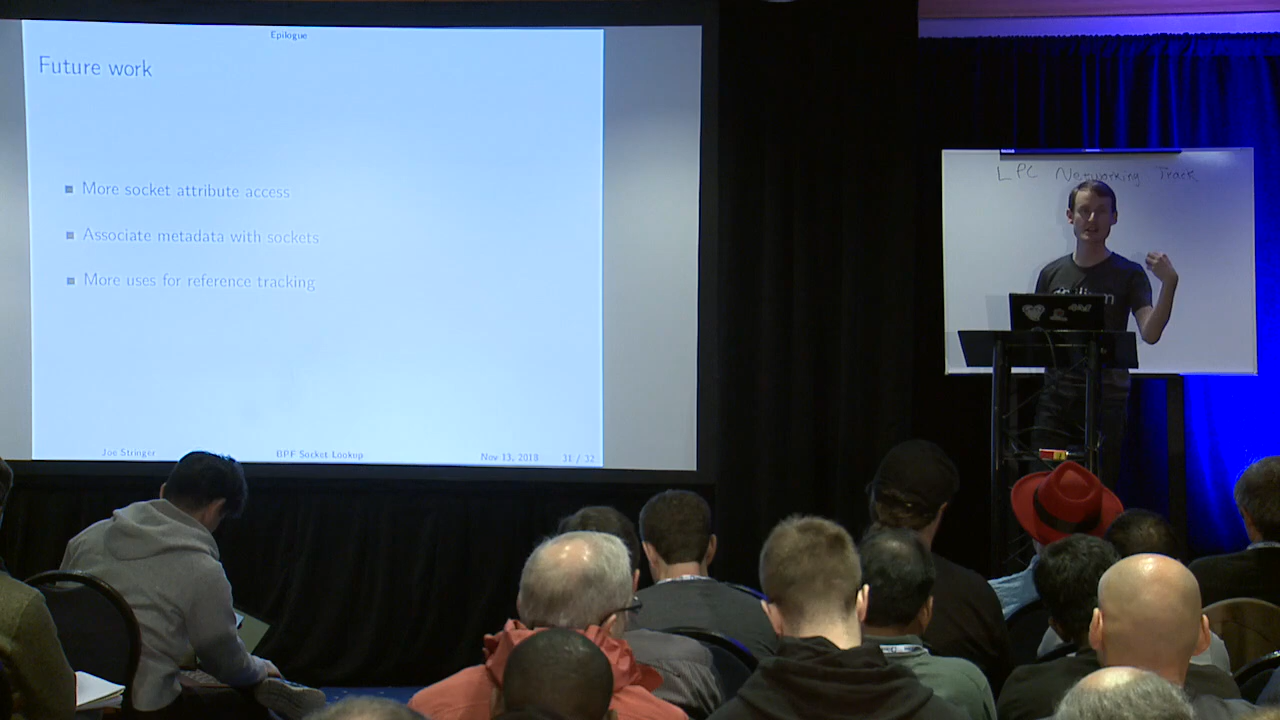 Epilogue
Future work
More socket attribute access
Associate metadata with sockets
More uses for reference tracking
Joe Stringer BPF Socket Lookup Nov 13, 2018 31 / 32
LPC Networking Track